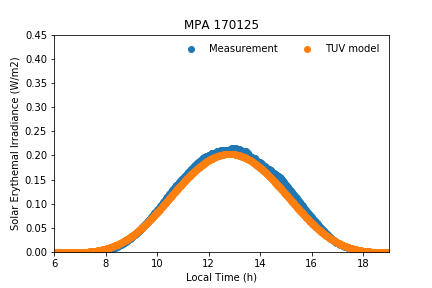 MPA 170125
Measurement
TUV model
Solar Erythemal Irradiance (W/m2)
0.45
0.40
0.35
0.30
0.25
0.20
0.15
0.10
0.05
0.00
6 8 10 12 14 16 18
Local Time (h)